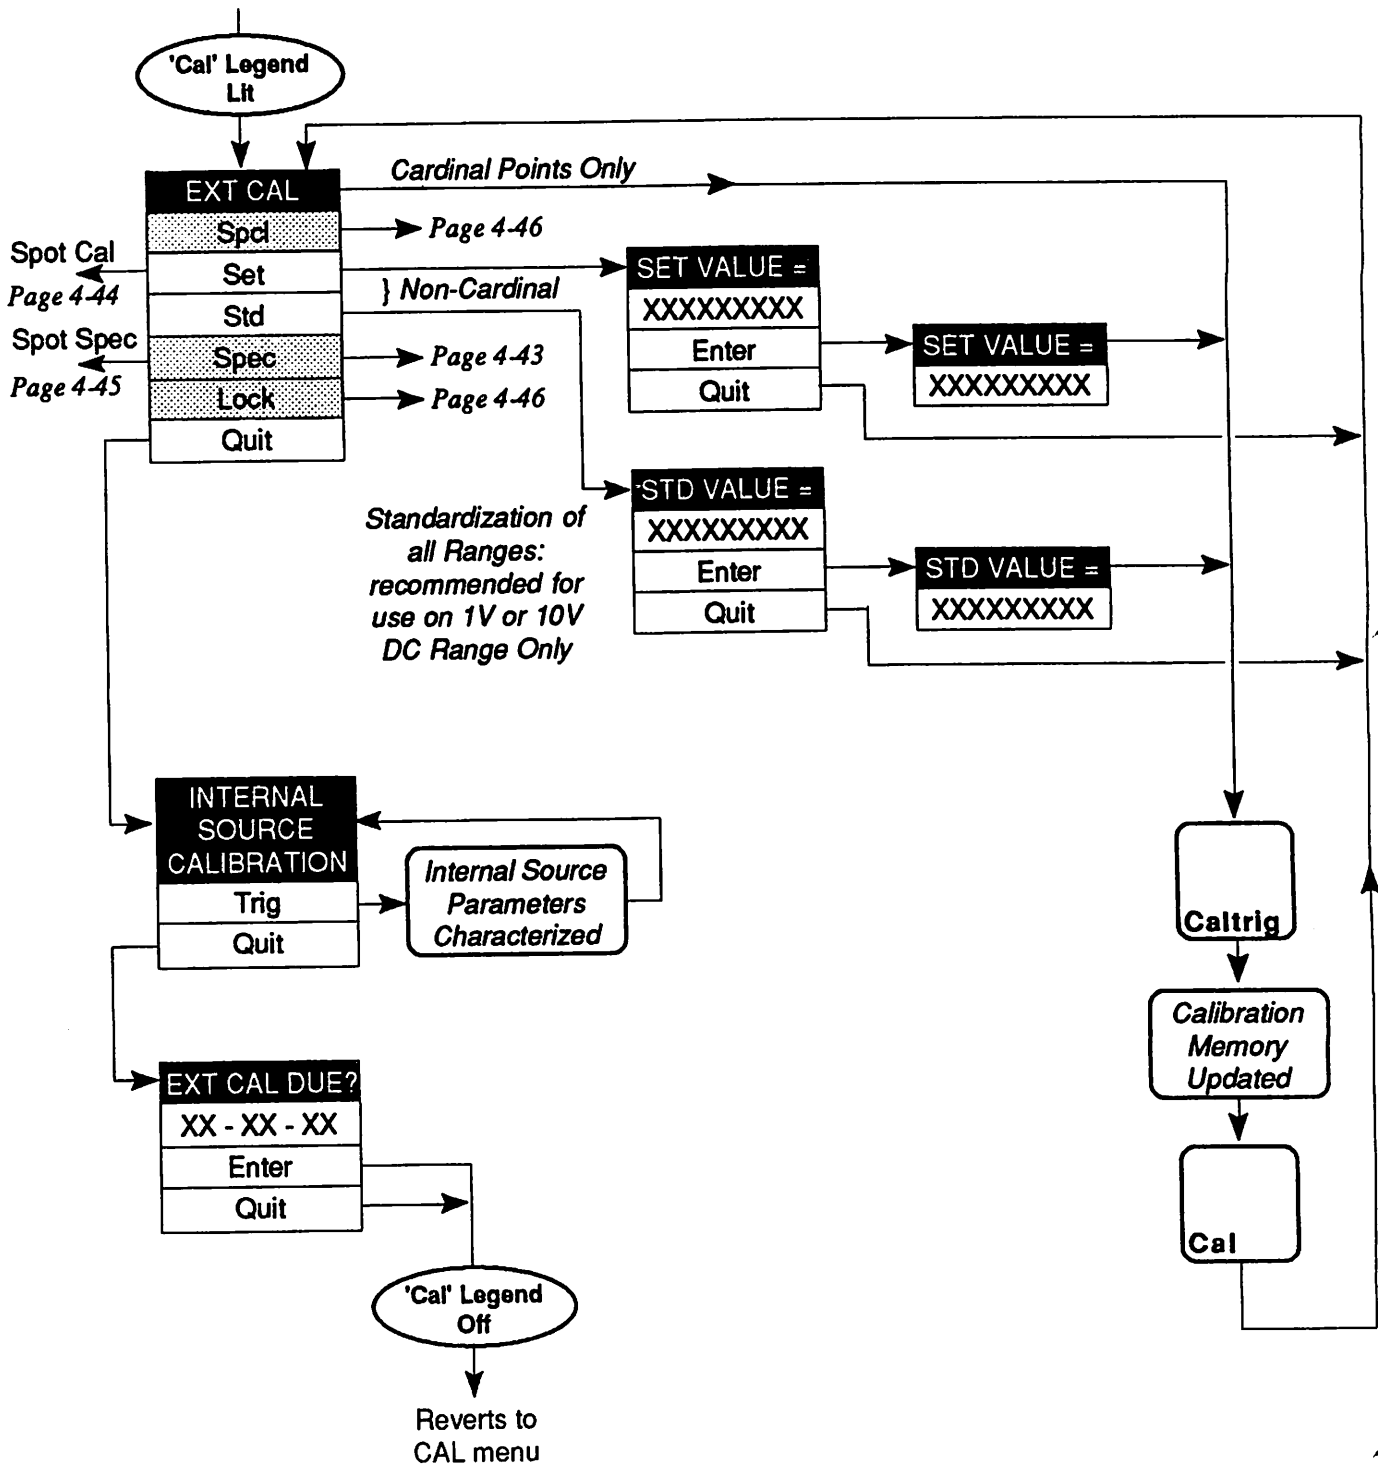 'Cal' Legend
Lit
EXT CAL
Spcl
Set
Std
Spec
Lock
Quit
Cardinal Points Only
Page 4-46
Spot Cal
Page 4-44
} Non-Cardinal
Spot Spec
Page 4-45
Page 4-43
Page 4-46
SET VALUE =
XXXXXXXXX
Enter
Quit
SET VALUE =
XXXXXXXXX
STD VALUE =
XXXXXXXXX
Enter
Quit
STD VALUE =
XXXXXXXXX
Standardization of
all Ranges:
recommended for
use on 1V or 10V
DC Range Only
INTERNAL
SOURCE
CALIBRATION
Trig
Quit
Internal Source
Parameters
Characterized
Caltrig
Calibration
Memory
Updated
Cal
EXT CAL DUE?
XX - XX - XX
Enter
Quit
'Cal' Legend
Off
Reverts to
CAL menu